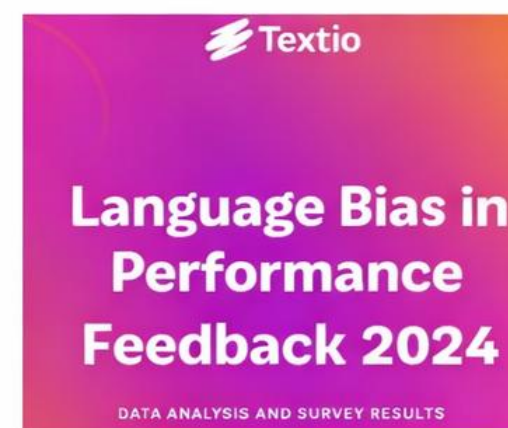 Textio
Language Bias in
Performance
Feedback 2024
DATA ANALYSIS AND SURVEY RESULTS